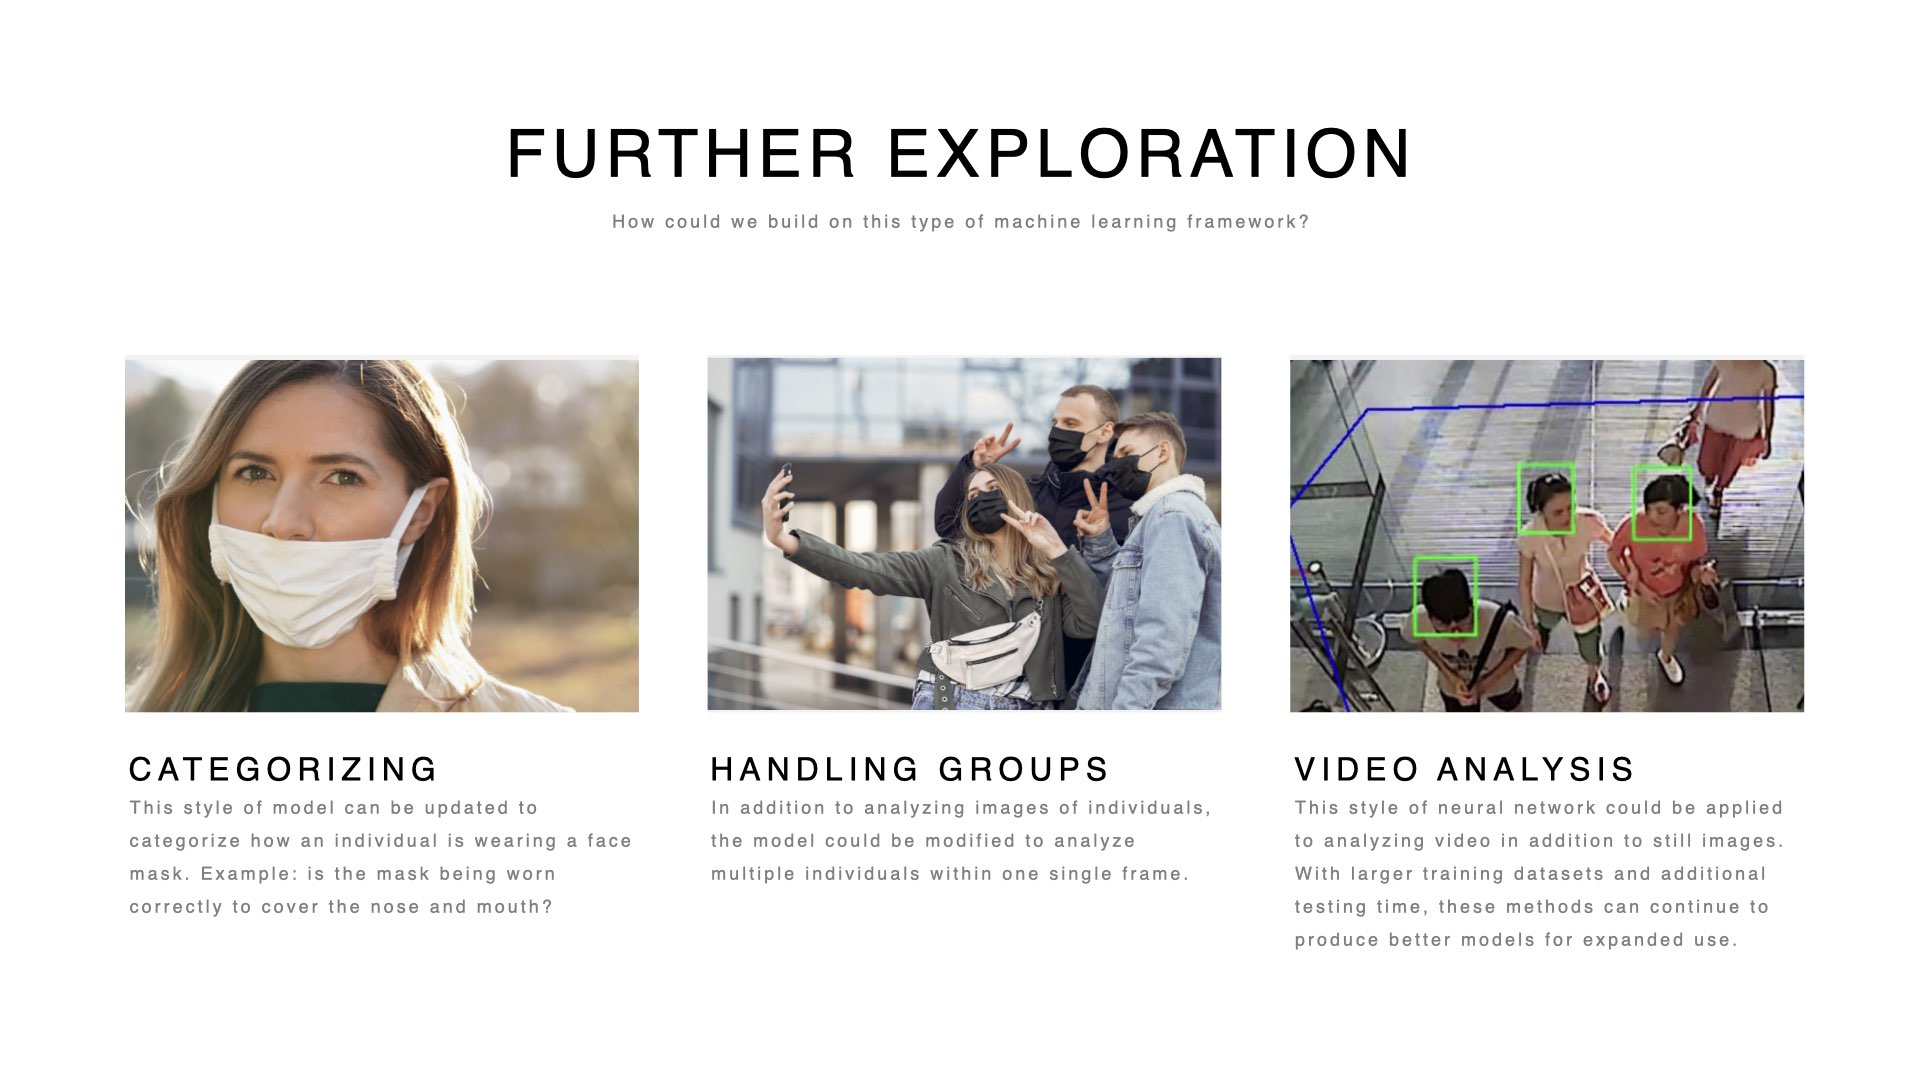 FURTHER EXPLORATION
How could we build on this type of machine learning framework?
CATEGORIZING
This style of model can be updated to
categorize how an individual is wearing a face
mask. Example: is the mask being worn
correctly to cover the nose and mouth?
HANDLING GROUPS
In addition to analyzing images of individuals,
the model could be modified to analyze
multiple individuals within one single frame.
VIDEO ANALYSIS
This style of neural network could be applied
to analyzing video in addition to still images.
With larger training datasets and additional
testing time, these methods can continue to
produce better models for expanded use.